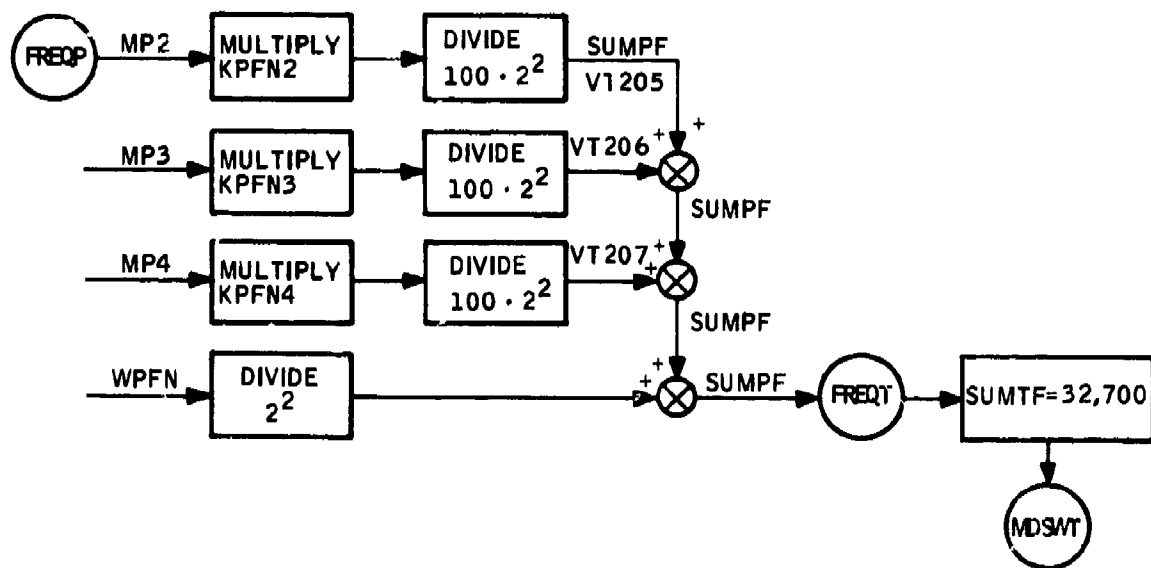 FREQP
MP2
MULTIPLY
KPFN2
DIVIDE
100 · 2²
SUMPF
VT205
+
+
MP3
MULTIPLY
KPFN3
DIVIDE
100 · 2²
VT206
SUMPF
MP4
MULTIPLY
KPFN4
DIVIDE
100 · 2²
VT207
+
+
SUMPF
WPFN
DIVIDE
2²
+
+
SUMPF
FREQT
SUMTF=32,700
MDSWT